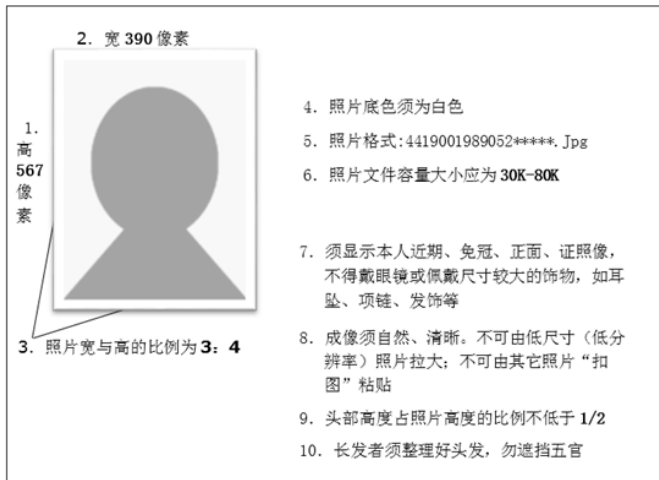 2. 宽 390 像素
1.
高
567
像
素
3. 照片宽与高的比例为 3：4
4. 照片底色须为白色
5. 照片格式:4419001989052*****.Jpg
6. 照片文件容量大小应为 30K-80K
7. 须显示本人近期、免冠、正面、证照像，
不得戴眼镜或佩戴尺寸较大的饰物，如耳
坠、项链、发饰等
8. 成像须自然、清晰。不可由低尺寸（低分
辨率）照片拉大；不可由其它照片“扣
图”粘贴
9. 头部高度占照片高度的比例不低于 1/2
10. 长发者须整理好头发，勿遮挡五官